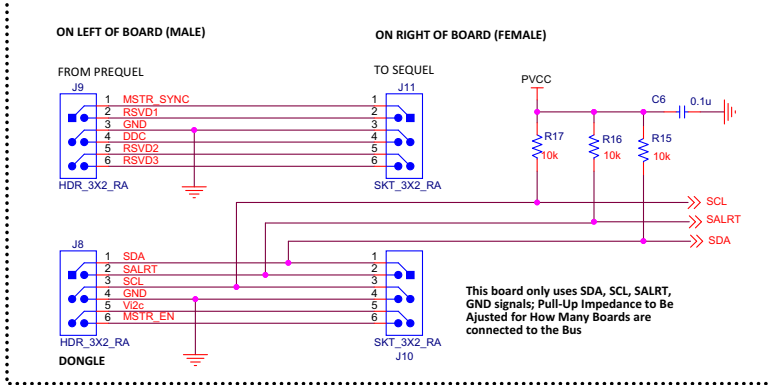 ON LEFT OF BOARD (MALE)
ON RIGHT OF BOARD (FEMALE)
FROM PREQUEL
TO SEQUEL
J9
1 MSTR_SYNC
2 RSVD1
3 GND
4 DDC
5 RSVD2
6 RSVD3
HDR_3X2_RA
J11
1
2
3
4
5
6
SKT_3X2_RA
PVCC
C6
0.1u
R17
10k
R16
10k
R15
10k
SCL
SALRT
SDA
J8
1 SDA
2 SALRT
3 SCL
4 GND
5 Vi2c
6 MSTR_EN
HDR_3X2_RA
DONGLE
1
2
3
4
5
6
SKT_3X2_RA
J10
This board only uses SDA, SCL, SALRT,
GND signals; Pull-Up Impedance to Be
Ajusted for How Many Boards are
connected to the Bus